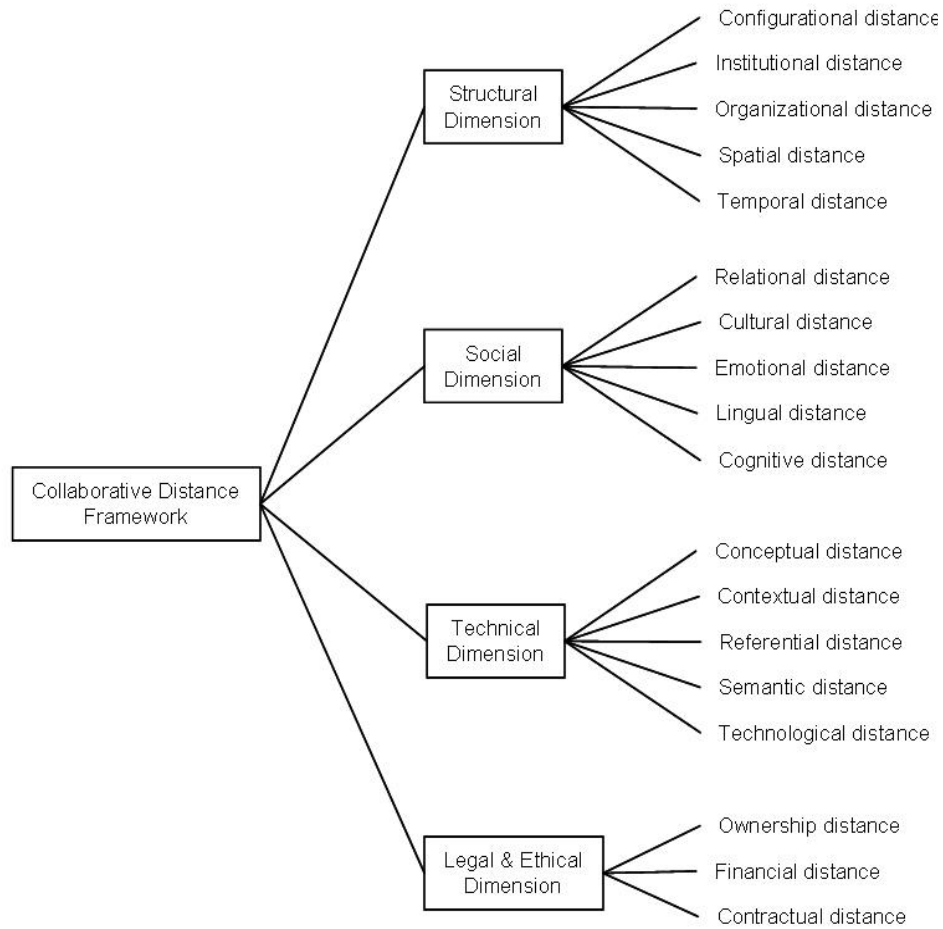 Configurational distance
Institutional distance
Organizational distance
Spatial distance
Temporal distance
Structural
Dimension
Relational distance
Cultural distance
Emotional distance
Lingual distance
Cognitive distance
Social
Dimension
Collaborative Distance
Framework
Conceptual distance
Contextual distance
Referential distance
Semantic distance
Technological distance
Technical
Dimension
Ownership distance
Financial distance
Contractual distance
Legal & Ethical
Dimension